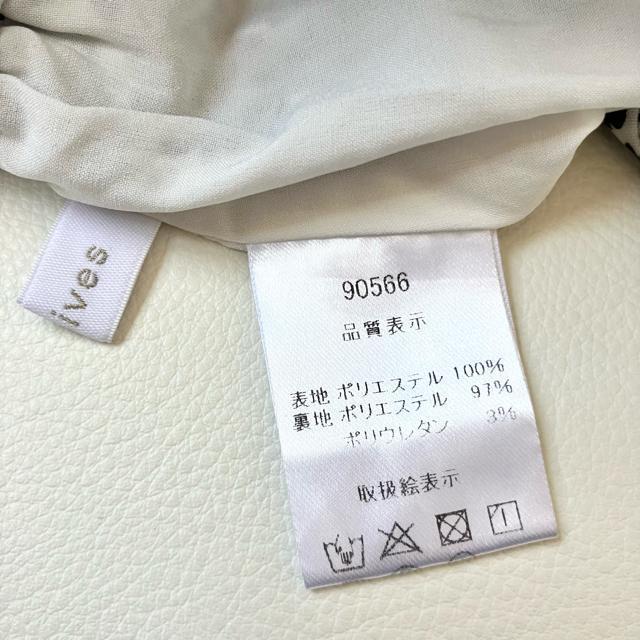 ives
90566
品質表示
表地 ポリエステル 100%
裏地 ポリエステル 97%
ポリウレタン 3%
取扱絵表示